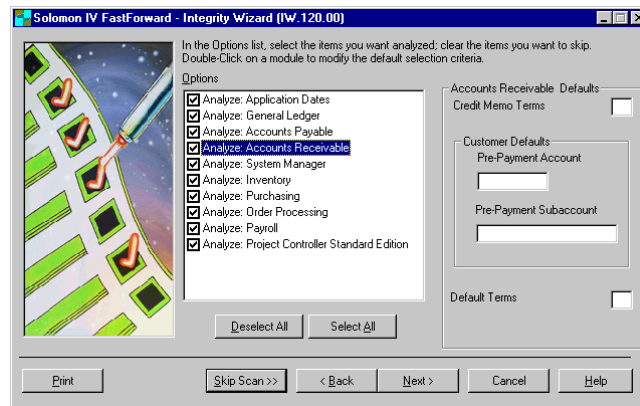 Solomon IV FastForward - Integrity Wizard (IW.120.00)
In the Options list, select the items you want analyzed; clear the items you want to skip.
Double-Click on a module to modify the default selection criteria.
Options
Analyze: Application Dates
Analyze: General Ledger
Analyze: Accounts Payable
Analyze: Accounts Receivable
Analyze: System Manager
Analyze: Inventory
Analyze: Purchasing
Analyze: Order Processing
Analyze: Payroll
Analyze: Project Controller Standard Edition
Deselect All
Select All
Accounts Receivable Defaults
Credit Memo Terms
Customer Defaults
Pre-Payment Account
Pre-Payment Subaccount
Default Terms
Print
Skip Scan >>
< Back
Next >
Cancel
Help